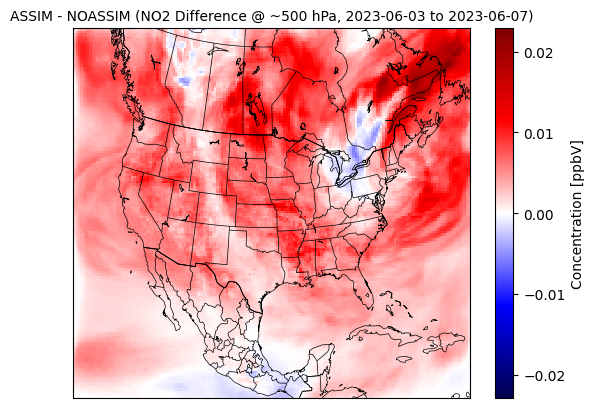 ASSIM - NOASSIM (NO2 Difference @ ~500 hPa, 2023-06-03 to 2023-06-07)
0.02
0.01
0.00
−0.01
−0.02
Concentration [ppbV]